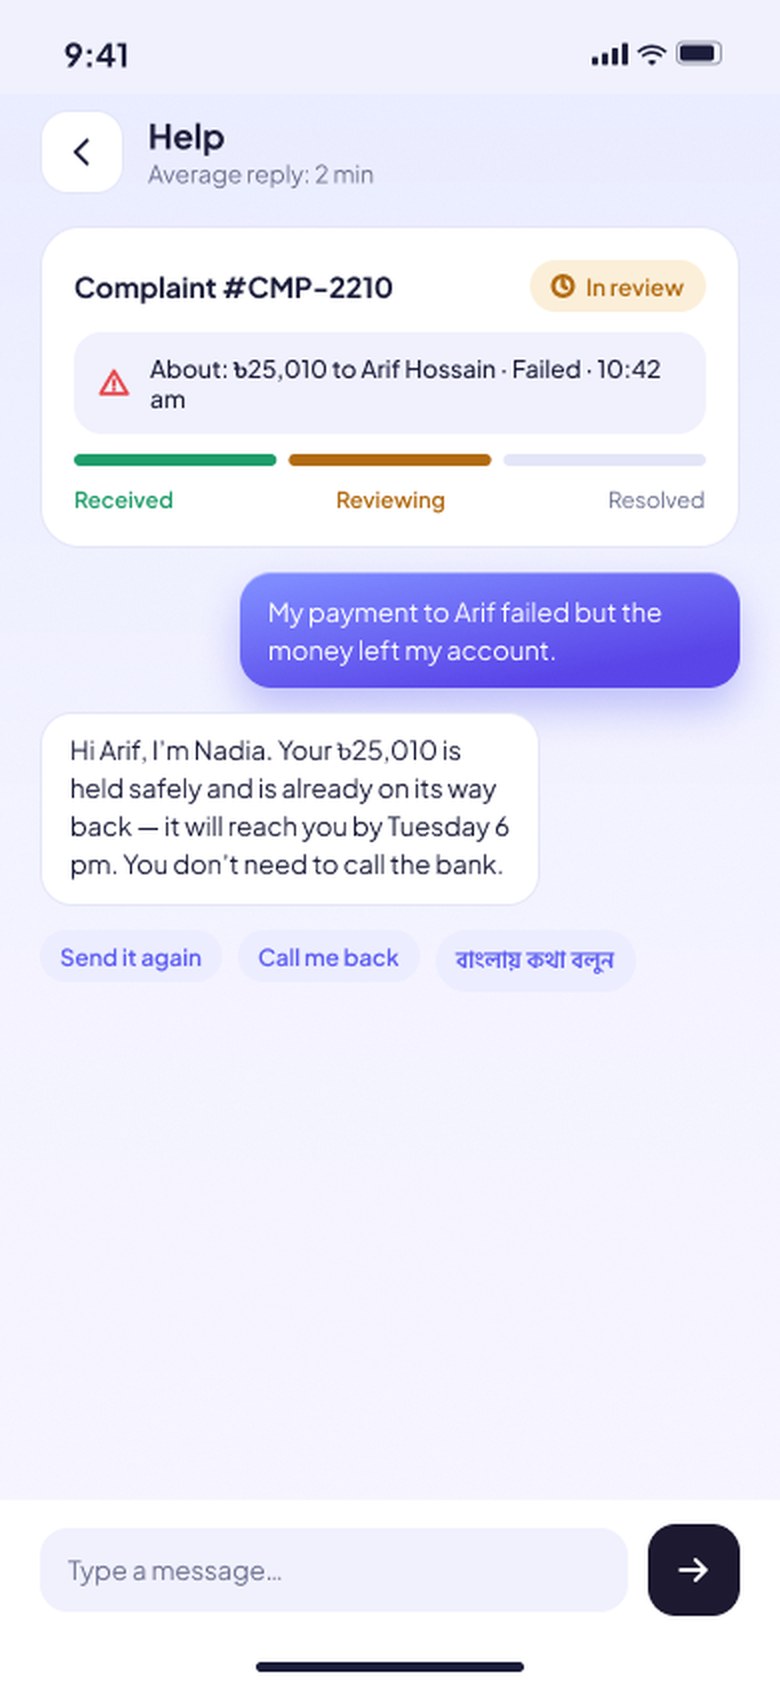 9:41
Help
Average reply: 2 min
Complaint #CMP-2210
In review
About: ৳25,010 to Arif Hossain · Failed · 10:42
am
Received
Reviewing
Resolved
My payment to Arif failed but the
money left my account.
Hi Arif, I’m Nadia. Your ৳25,010 is
held safely and is already on its way
back — it will reach you by Tuesday 6
pm. You don’t need to call the bank.
Send it again
Call me back
বাংলায় কথা বলুন
Type a message…